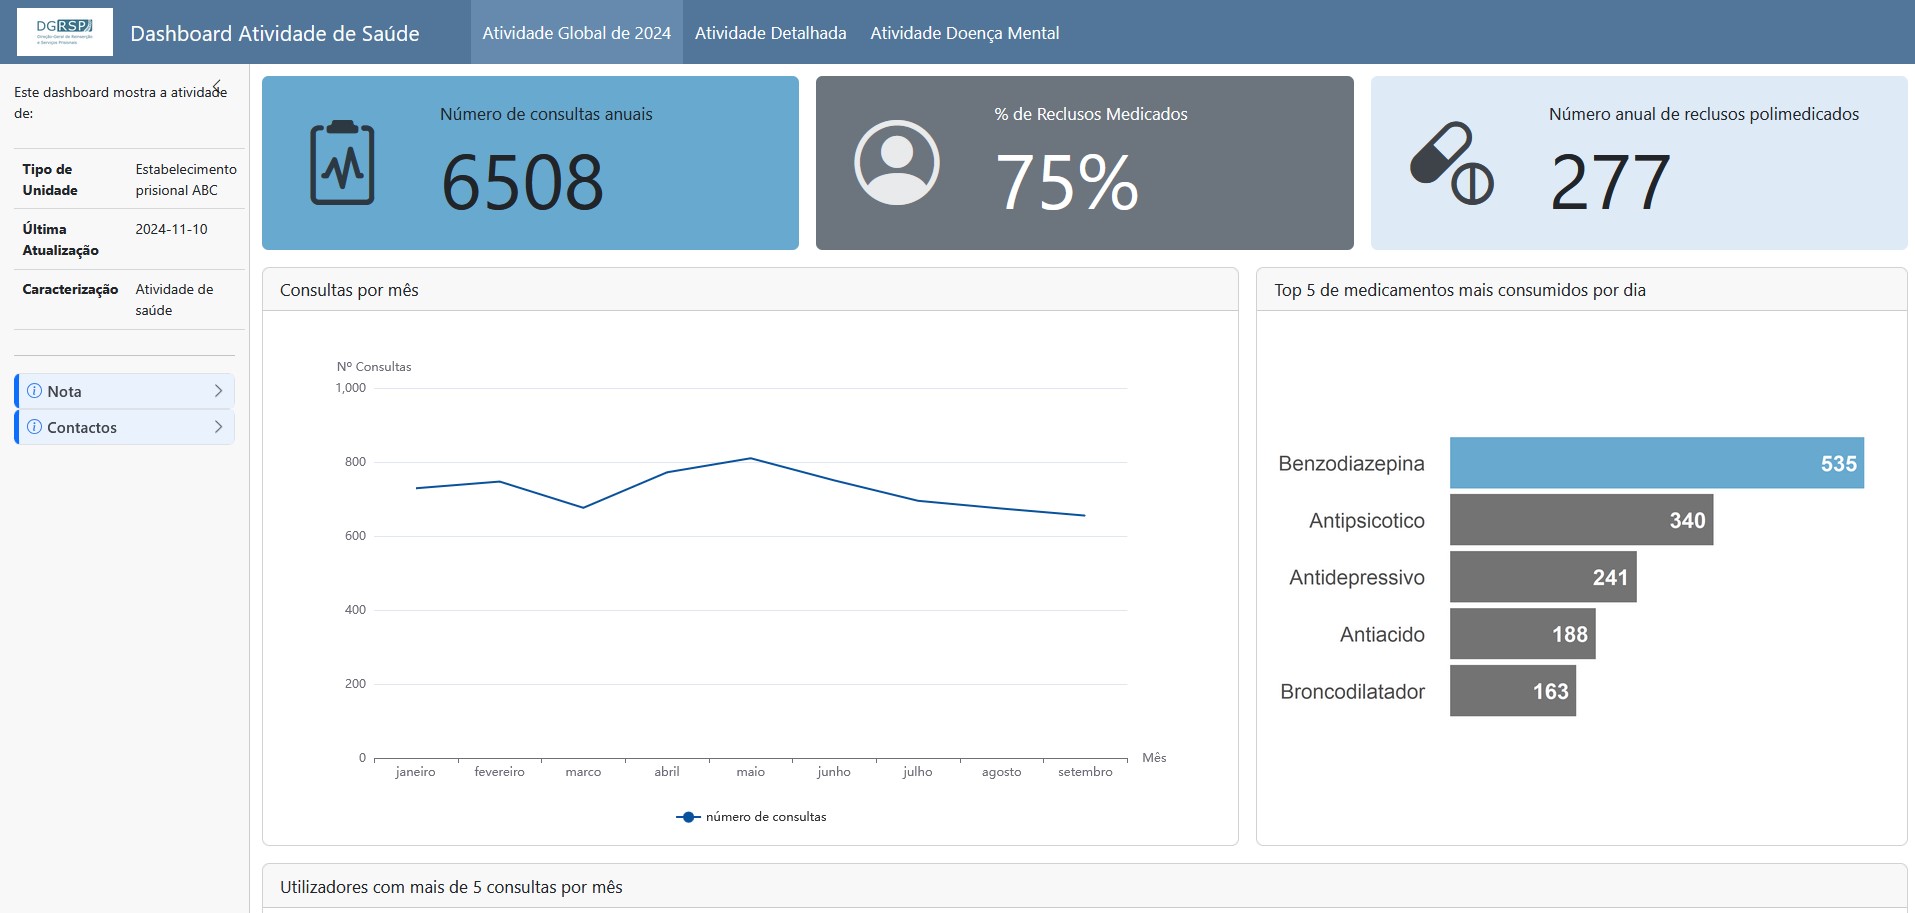 DGRSP
Direção-Geral de Reinserção
e Serviços Prisionais
Dashboard Atividade de Saúde
Atividade Global de 2024
Atividade Detalhada
Atividade Doença Mental
Este dashboard mostra a atividade
de:
Tipo de
Unidade
Estabelecimento
prisional ABC
Última
Atualização
2024-11-10
Caracterização
Atividade de
saúde
Nota
Contactos
Número de consultas anuais
6508
% de Reclusos Medicados
75%
Número anual de reclusos polimedicados
277
Consultas por mês
Nº Consultas
1,000
800
600
400
200
0
janeiro
fevereiro
marco
abril
maio
junho
julho
agosto
setembro
Mês
número de consultas
Top 5 de medicamentos mais consumidos por dia
Benzodiazepina
535
Antipsicotico
340
Antidepressivo
241
Antiacido
188
Broncodilatador
163
Utilizadores com mais de 5 consultas por mês